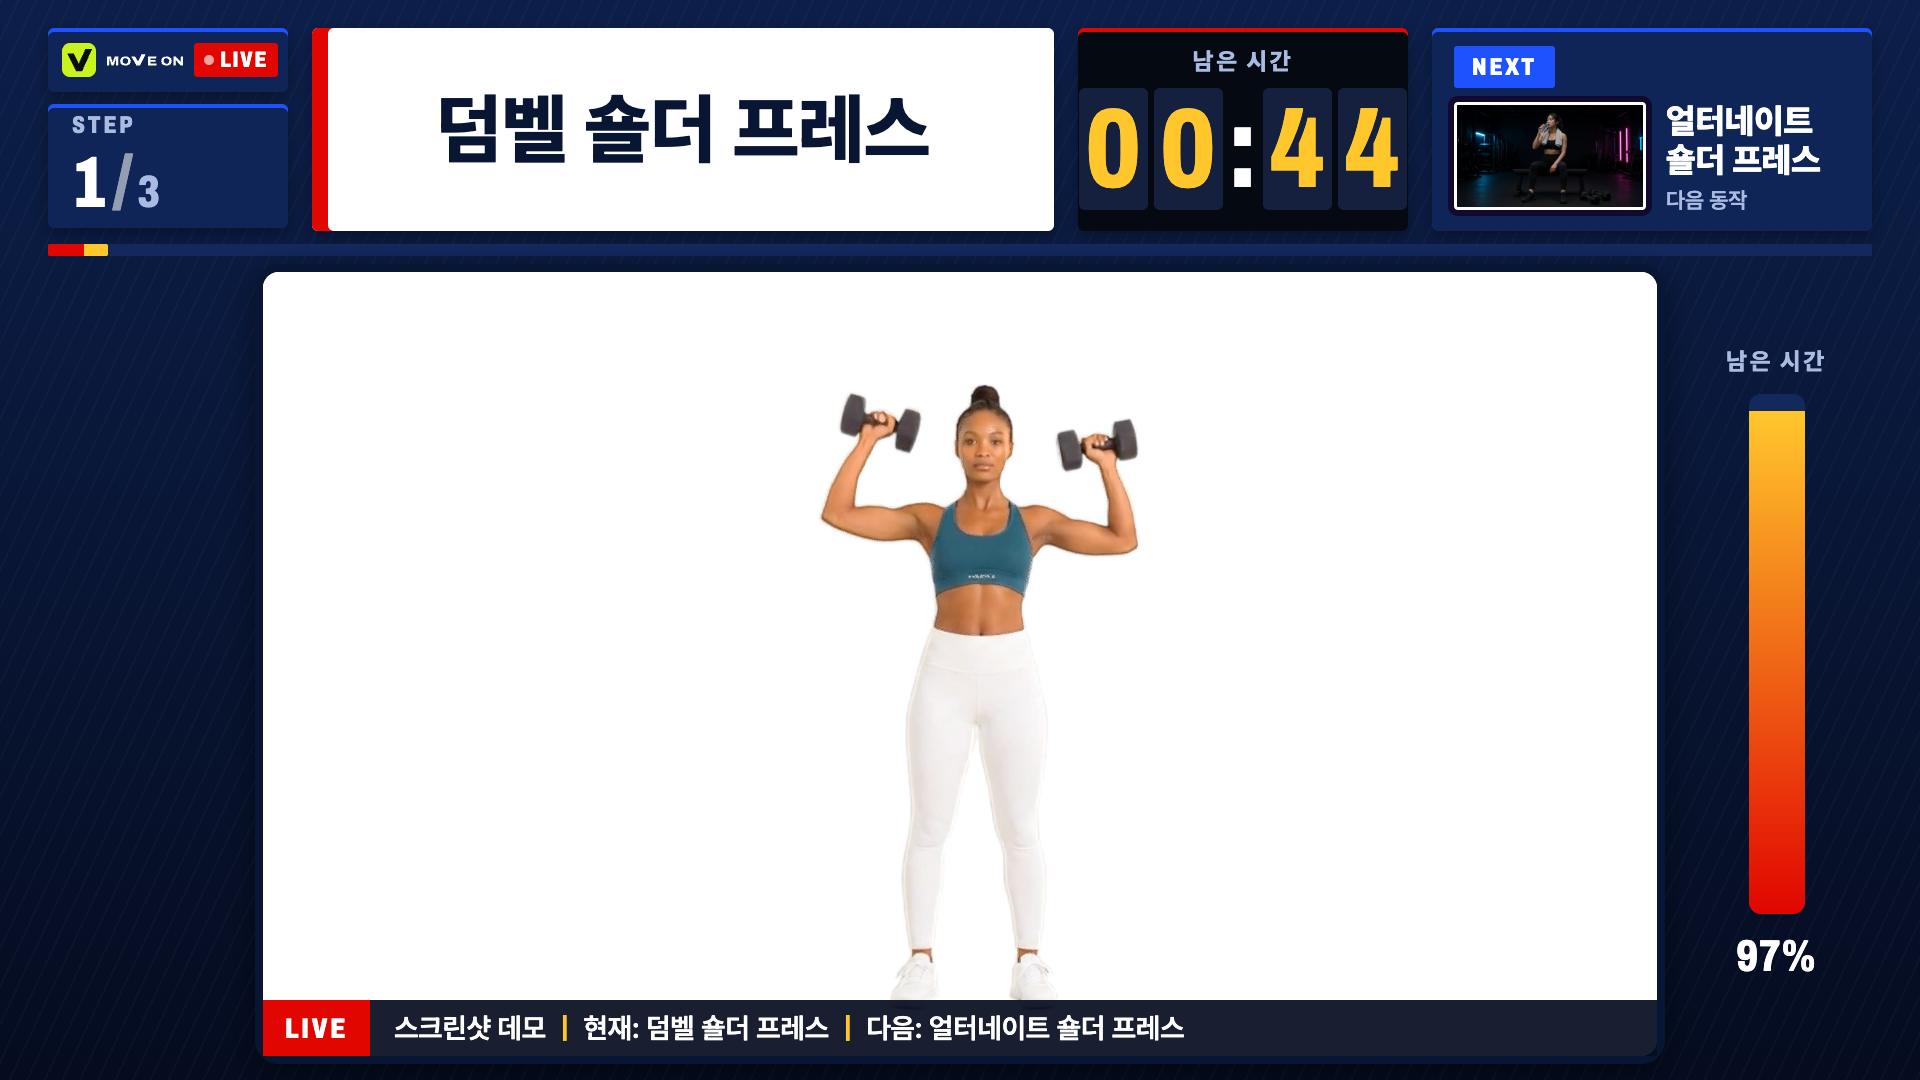 MOVE ON
LIVE
STEP
1/3
덤벨 숄더 프레스
남은 시간
00:44
NEXT
얼터네이트
숄더 프레스
다음 동작
남은 시간
97%
LIVE
스크린샷 데모 | 현재: 덤벨 숄더 프레스 | 다음: 얼터네이트 숄더 프레스